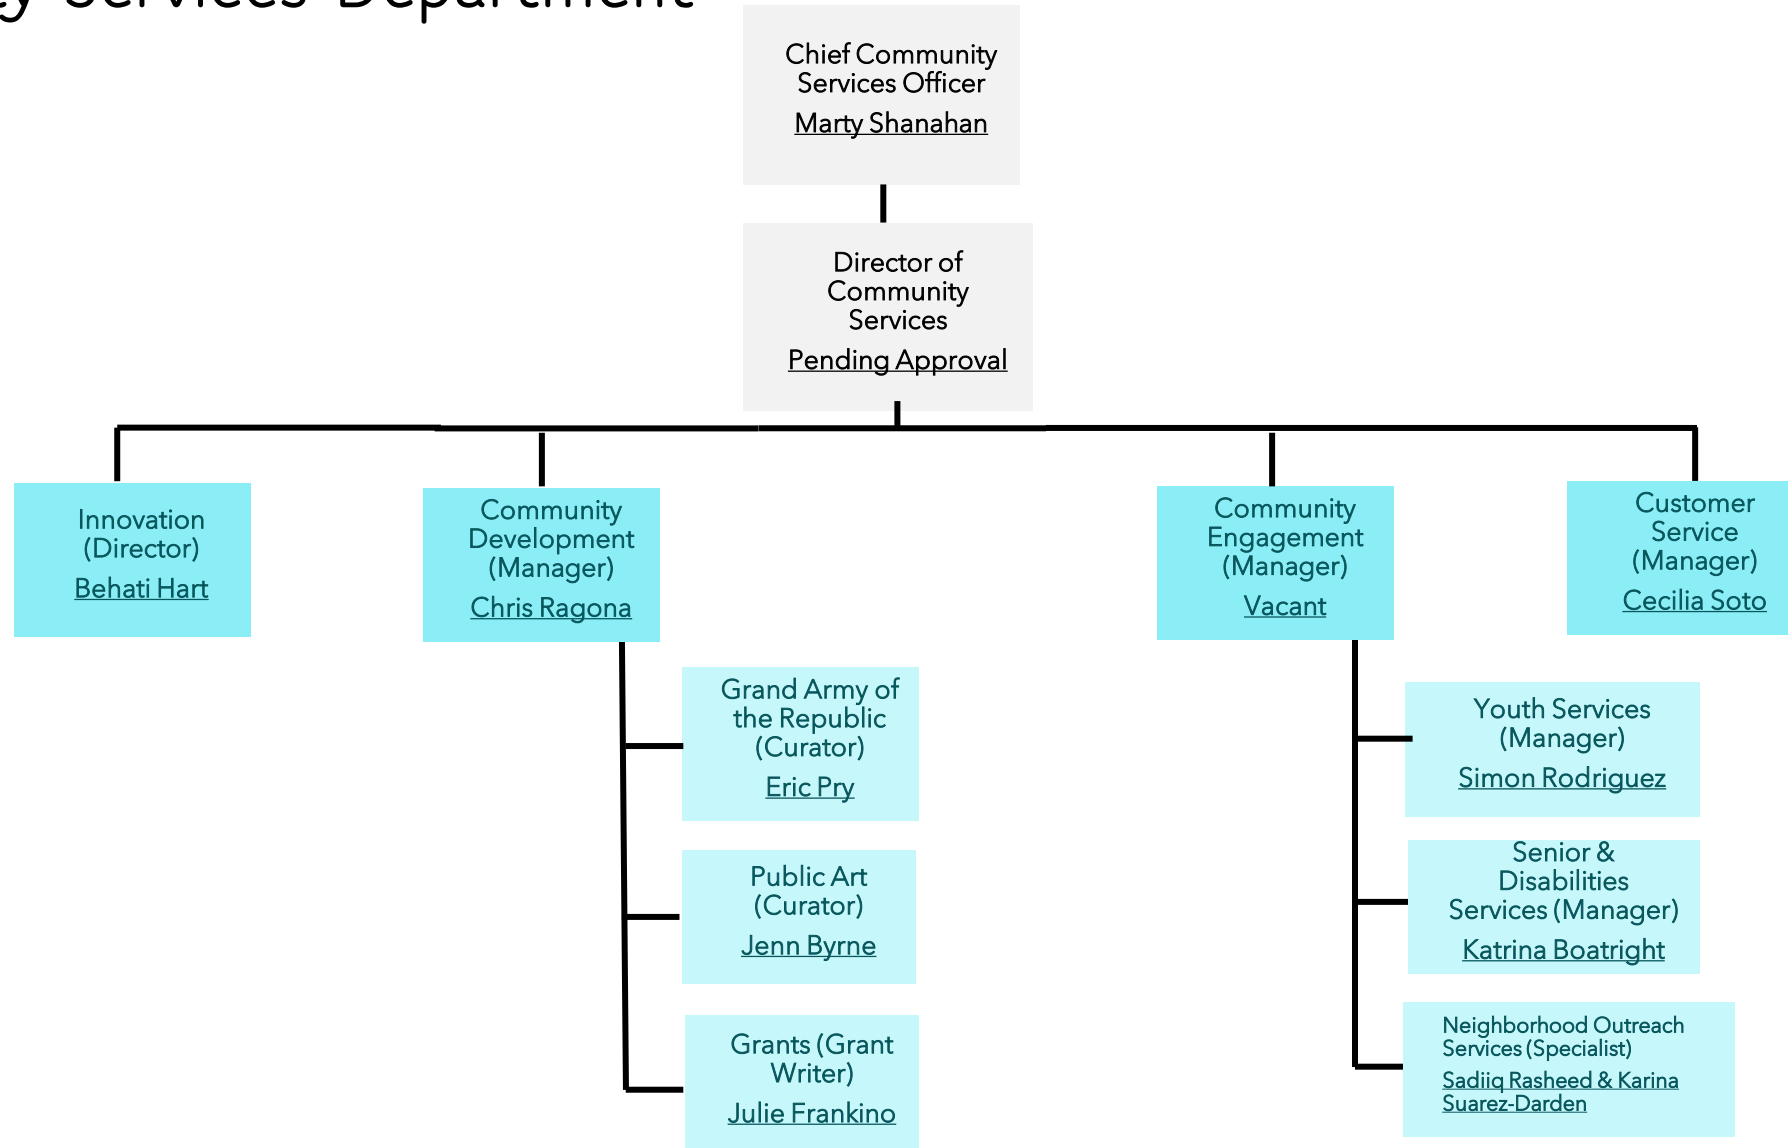 Services Department
Chief Community
Services Officer
Marty Shanahan
Director of
Community
Services
Pending Approval
Innovation
(Director)
Behati Hart
Community
Development
(Manager)
Chris Ragona
Community
Engagement
(Manager)
Vacant
Customer
Service
(Manager)
Cecilia Soto
Grand Army of
the Republic
(Curator)
Eric Pry
Public Art
(Curator)
Jenn Byrne
Grants (Grant
Writer)
Julie Frankino
Youth Services
(Manager)
Simon Rodriguez
Senior &
Disabilities
Services (Manager)
Katrina Boatright
Neighborhood Outreach
Services (Specialist)
Sadiiq Rasheed & Karina
Suarez-Darden